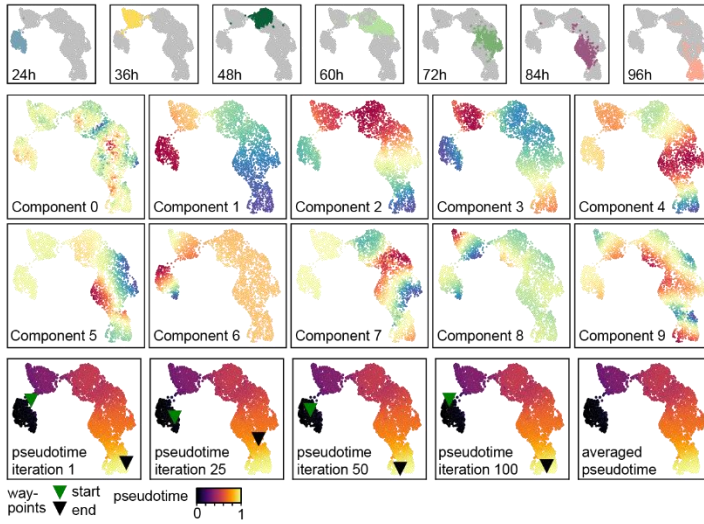 24h 36h 48h 60h 72h 84h 96h
Component 0 Component 1 Component 2 Component 3 Component 4
Component 5 Component 6 Component 7 Component 8 Component 9
pseudotime iteration 1
pseudotime iteration 25
pseudotime iteration 50
pseudotime iteration 100
averaged pseudotime
way-points
start
end
pseudotime
0 1